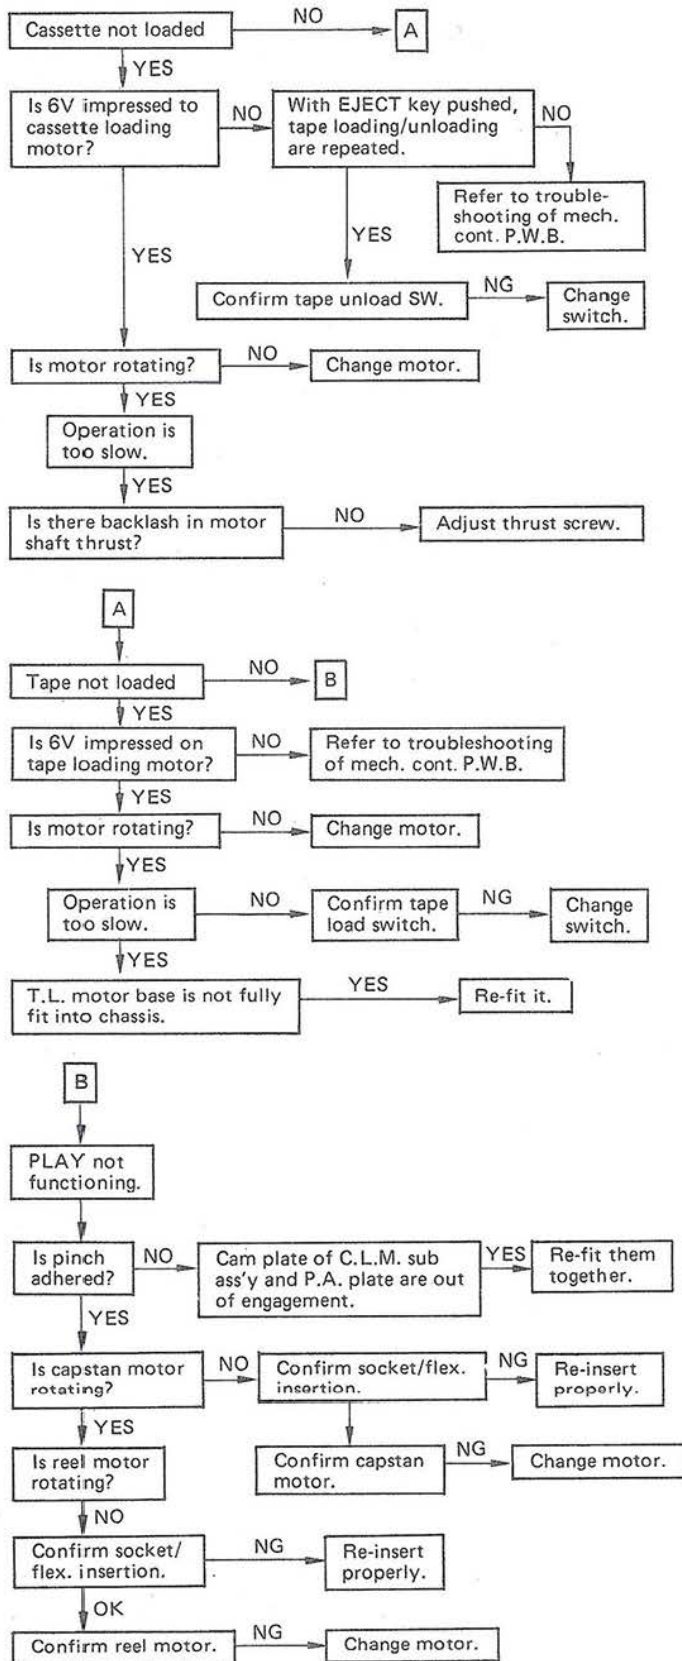 Cassette not loaded
NO
A
YES
Is 6V impressed to
cassette loading
motor?
NO
With EJECT key pushed,
tape loading/unloading
are repeated.
NO
Refer to trouble-
shooting of mech.
cont. P.W.B.
YES
YES
Confirm tape unload SW.
NG
Change
switch.
Is motor rotating?
NO
Change motor.
YES
Operation is
too slow.
YES
Is there backlash in motor
shaft thrust?
NO
Adjust thrust screw.
A
Tape not loaded
NO
B
YES
Is 6V impressed on
tape loading motor?
NO
Refer to troubleshooting
of mech. cont. P.W.B.
YES
Is motor rotating?
NO
Change motor.
YES
Operation is
too slow.
NO
Confirm tape
load switch.
NG
Change
switch.
YES
T.L. motor base is not fully
fit into chassis.
YES
Re-fit it.
B
PLAY not
functioning.
Is pinch
adhered?
NO
Cam plate of C.L.M. sub
ass'y and P.A. plate are out
of engagement.
YES
Re-fit them
together.
YES
Is capstan motor
rotating?
NO
Confirm socket/flex.
insertion.
NG
Re-insert
properly.
YES
Is reel motor
rotating?
Confirm capstan
motor.
NG
Change motor.
NO
Confirm socket/
flex. insertion.
NG
Re-insert
properly.
OK
Confirm reel motor.
NG
Change motor.